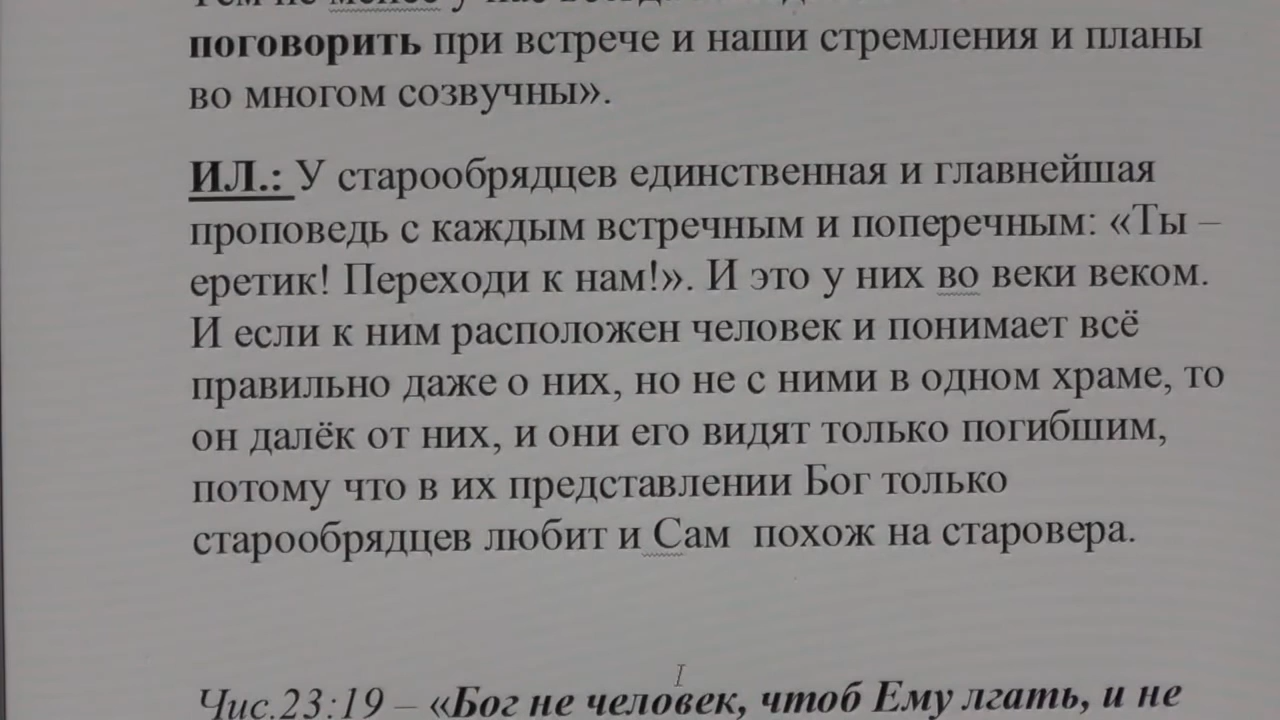 менее у нас
поговорить при встрече и наши стремления и планы
во многом созвучны».
ИЛ.: У старообрядцев единственная и главнейшая
проповедь с каждым встречным и поперечным: «Ты –
еретик! Переходи к нам!». И это у них во веки веком.
И если к ним расположен человек и понимает всё
правильно даже о них, но не с ними в одном храме, то
он далёк от них, и они его видят только погибшим,
потому что в их представлении Бог только
старообрядцев любит и Сам похож на старовера.
Чис.23:19 – «Бог не человек, чтоб Ему лгать, и не